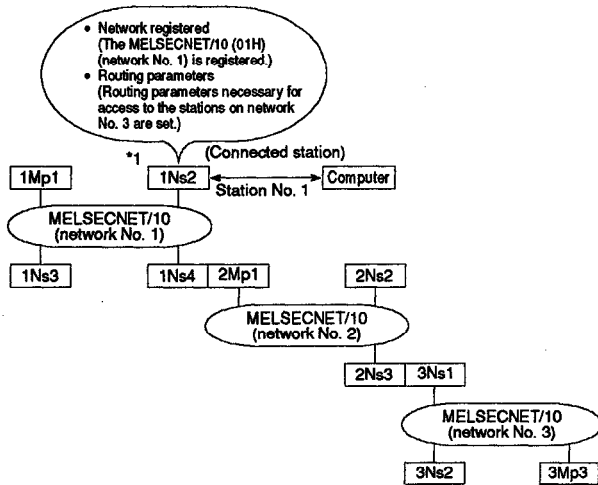 • Network registered
(The MELSECNET/10 (01H)
(network No. 1) is registered.)
• Routing parameters
(Routing parameters necessary for
access to the stations on network
No. 3 are set.)
*1
(Connected station)
1Mp1
1Ns2
Computer
Station No. 1
MELSECNET/10
(network No. 1)
1Ns3
1Ns4
2Mp1
2Ns2
MELSECNET/10
(network No. 2)
2Ns3
3Ns1
MELSECNET/10
(network No. 3)
3Ns2
3Mp3